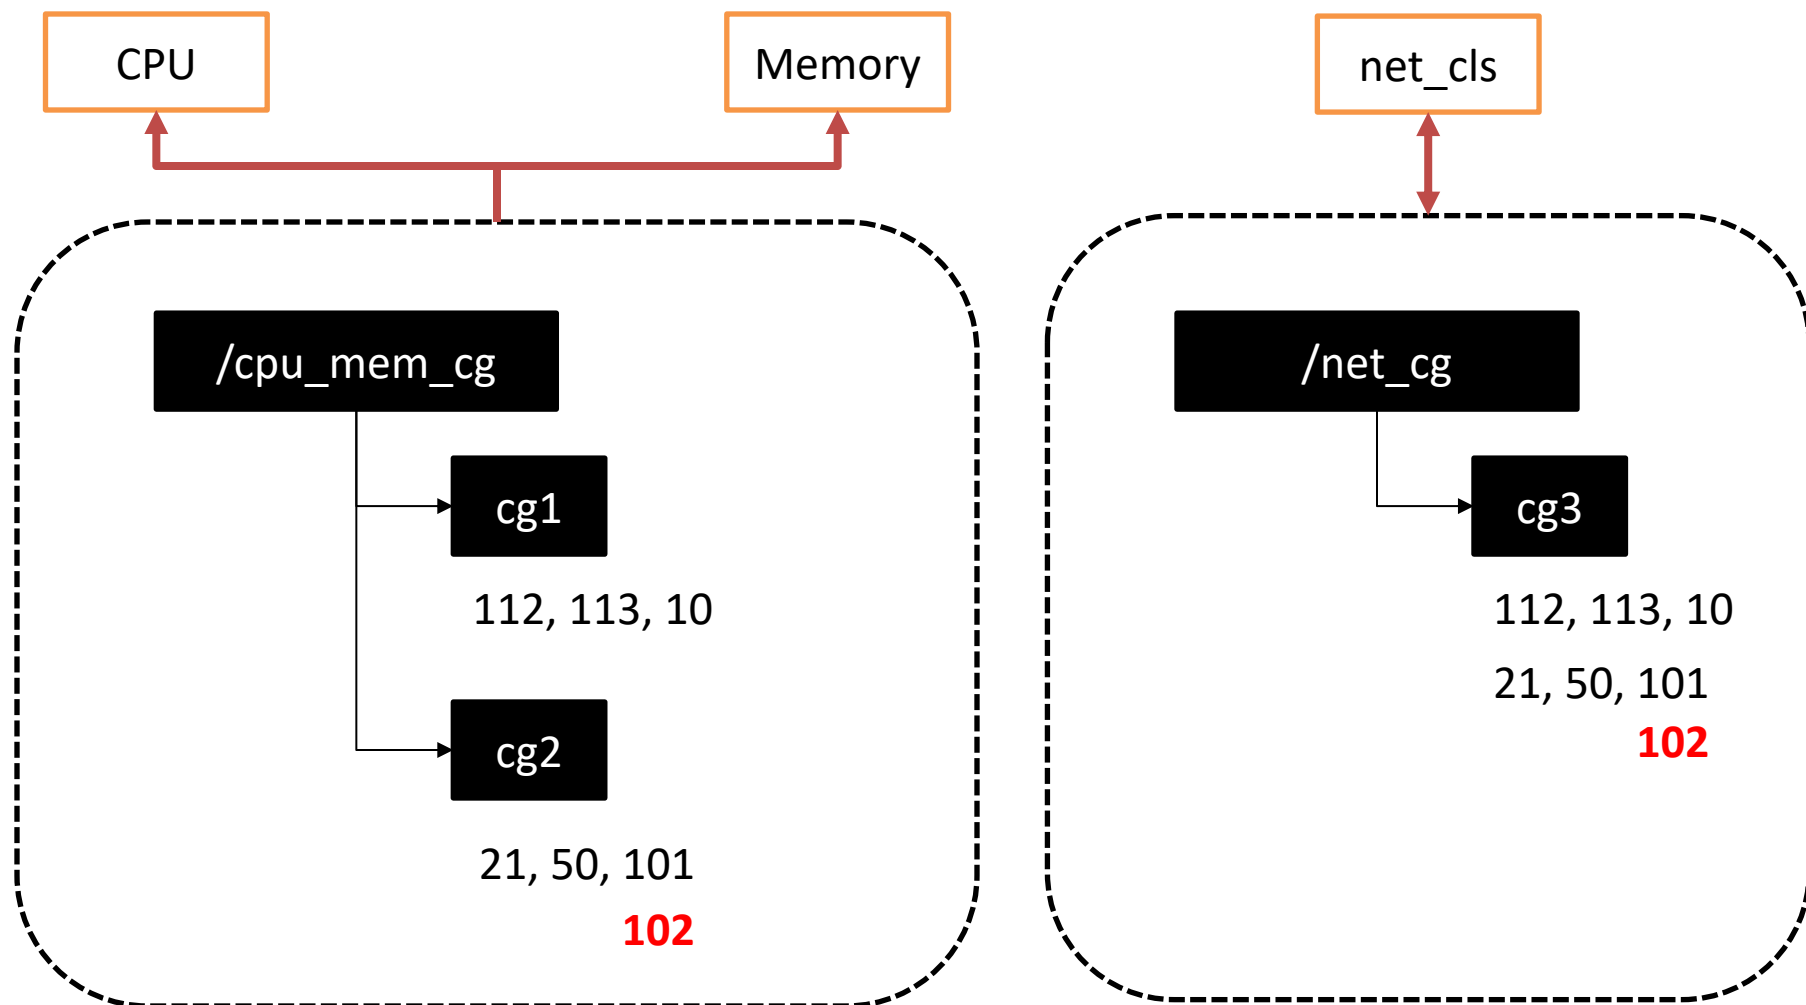 CPU
Memory
net_cls
/cpu_mem_cg
cg1
112, 113, 10
cg2
21, 50, 101
102
/net_cg
cg3
112, 113, 10
21, 50, 101
102